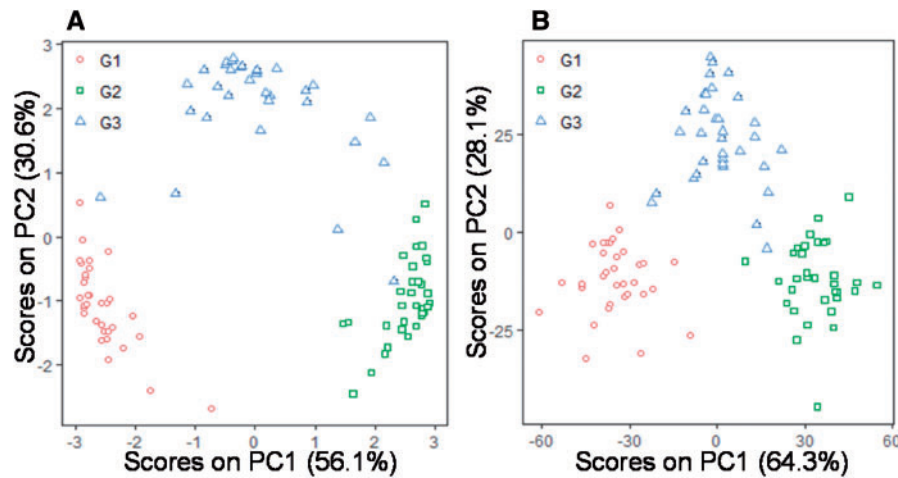 A
3
2
1
0
-1
-2
G1
G2
G3
Scores on PC2 (30.6%)
-3
-2
-1
0
1
2
3
Scores on PC1 (56.1%)
B
25
0
-25
G1
G2
G3
Scores on PC2 (28.1%)
-60
-30
0
30
60
Scores on PC1 (64.3%)